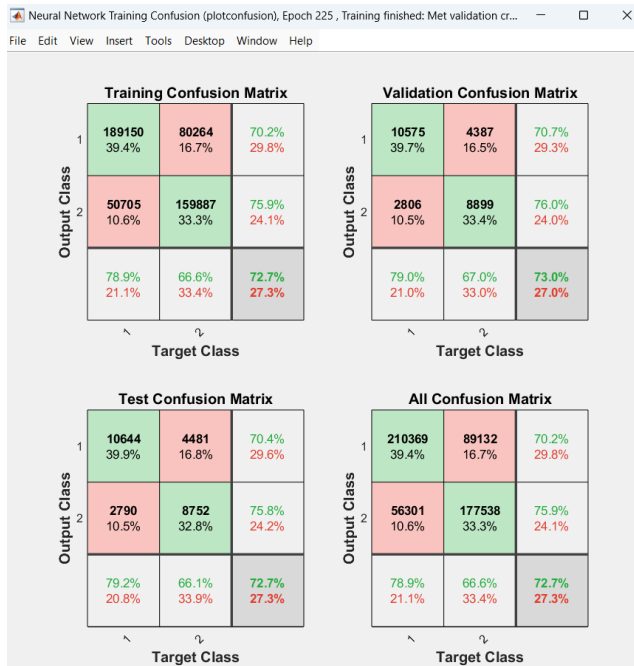 Neural Network Training Confusion (plotconfusion), Epoch 225 , Training finished: Met validation cr...
File Edit View Insert Tools Desktop Window Help
Training Confusion Matrix
1 189150 80264 70.2%
39.4% 16.7% 29.8%
2 50705 159887 75.9%
10.6% 33.3% 24.1%
78.9% 66.6% 72.7%
21.1% 33.4% 27.3%
1 2
Output Class
Target Class
Validation Confusion Matrix
1 10575 4387 70.7%
39.7% 16.5% 29.3%
2 2806 8899 76.0%
10.5% 33.4% 24.0%
79.0% 67.0% 73.0%
21.0% 33.0% 27.0%
1 2
Output Class
Target Class
Test Confusion Matrix
1 10644 4481 70.4%
39.9% 16.8% 29.6%
2 2790 8752 75.8%
10.5% 32.8% 24.2%
79.2% 66.1% 72.7%
20.8% 33.9% 27.3%
1 2
Output Class
Target Class
All Confusion Matrix
1 210369 89132 70.2%
39.4% 16.7% 29.8%
2 56301 177538 75.9%
10.6% 33.3% 24.1%
78.9% 66.6% 72.7%
21.1% 33.4% 27.3%
1 2
Output Class
Target Class